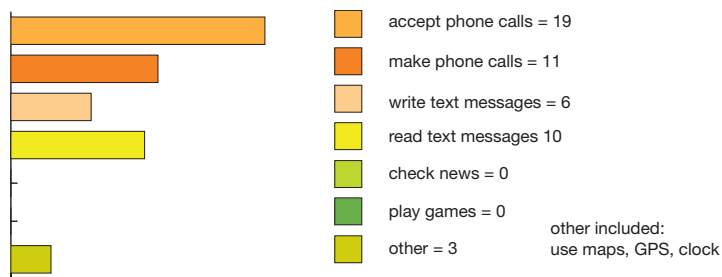 accept phone calls = 19
make phone calls = 11
write text messages = 6
read text messages 10
check news = 0
play games = 0
other = 3
other included:
use maps, GPS, clock